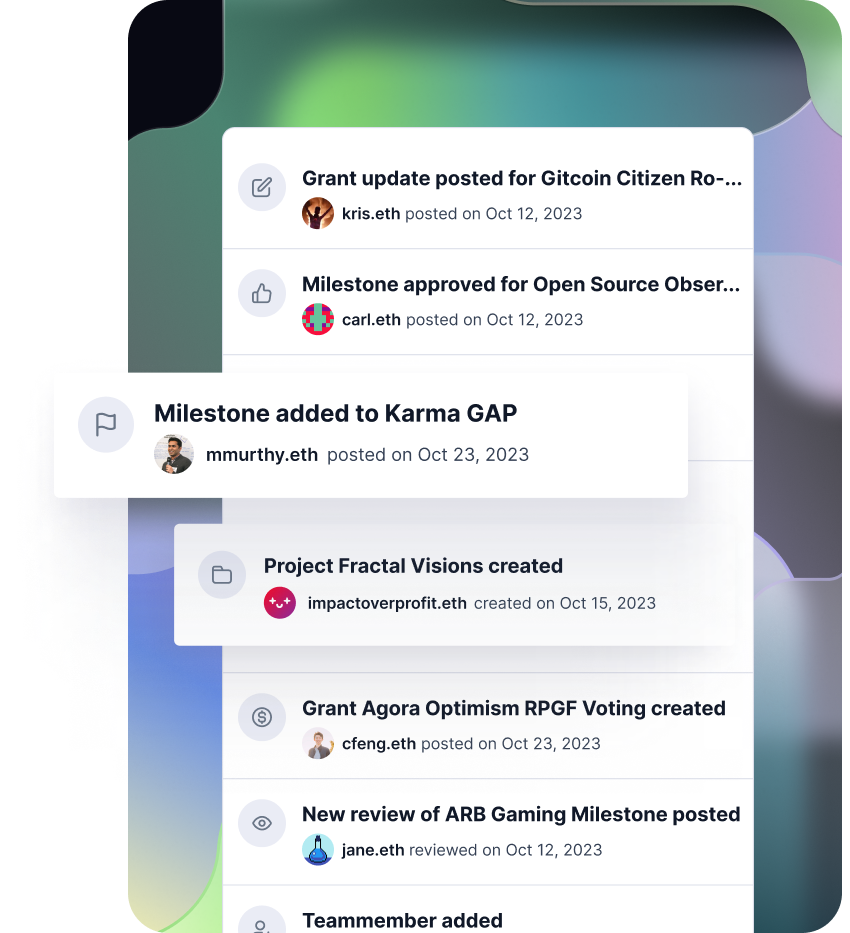 Grant update posted for Gitcoin Citizen Ro-...
kris.eth posted on Oct 12, 2023
Milestone approved for Open Source Obser...
carl.eth posted on Oct 12, 2023
Milestone added to Karma GAP
mmurthy.eth posted on Oct 23, 2023
Project Fractal Visions created
impactoverprofit.eth created on Oct 15, 2023
Grant Agora Optimism RPGF Voting created
cfeng.eth posted on Oct 23, 2023
New review of ARB Gaming Milestone posted
jane.eth reviewed on Oct 12, 2023
Teammember added